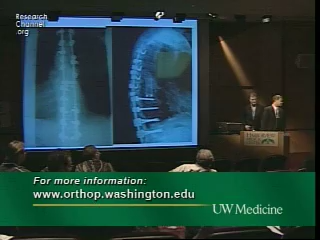 Research
Channel
.org
For more information:
www.orthop.washington.edu
UW Medicine